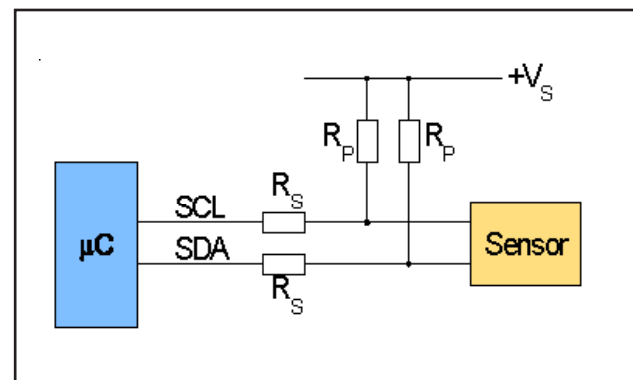 +V_S
R_P R_P
R_S
SCL
μC
Sensor
SDA
R_S